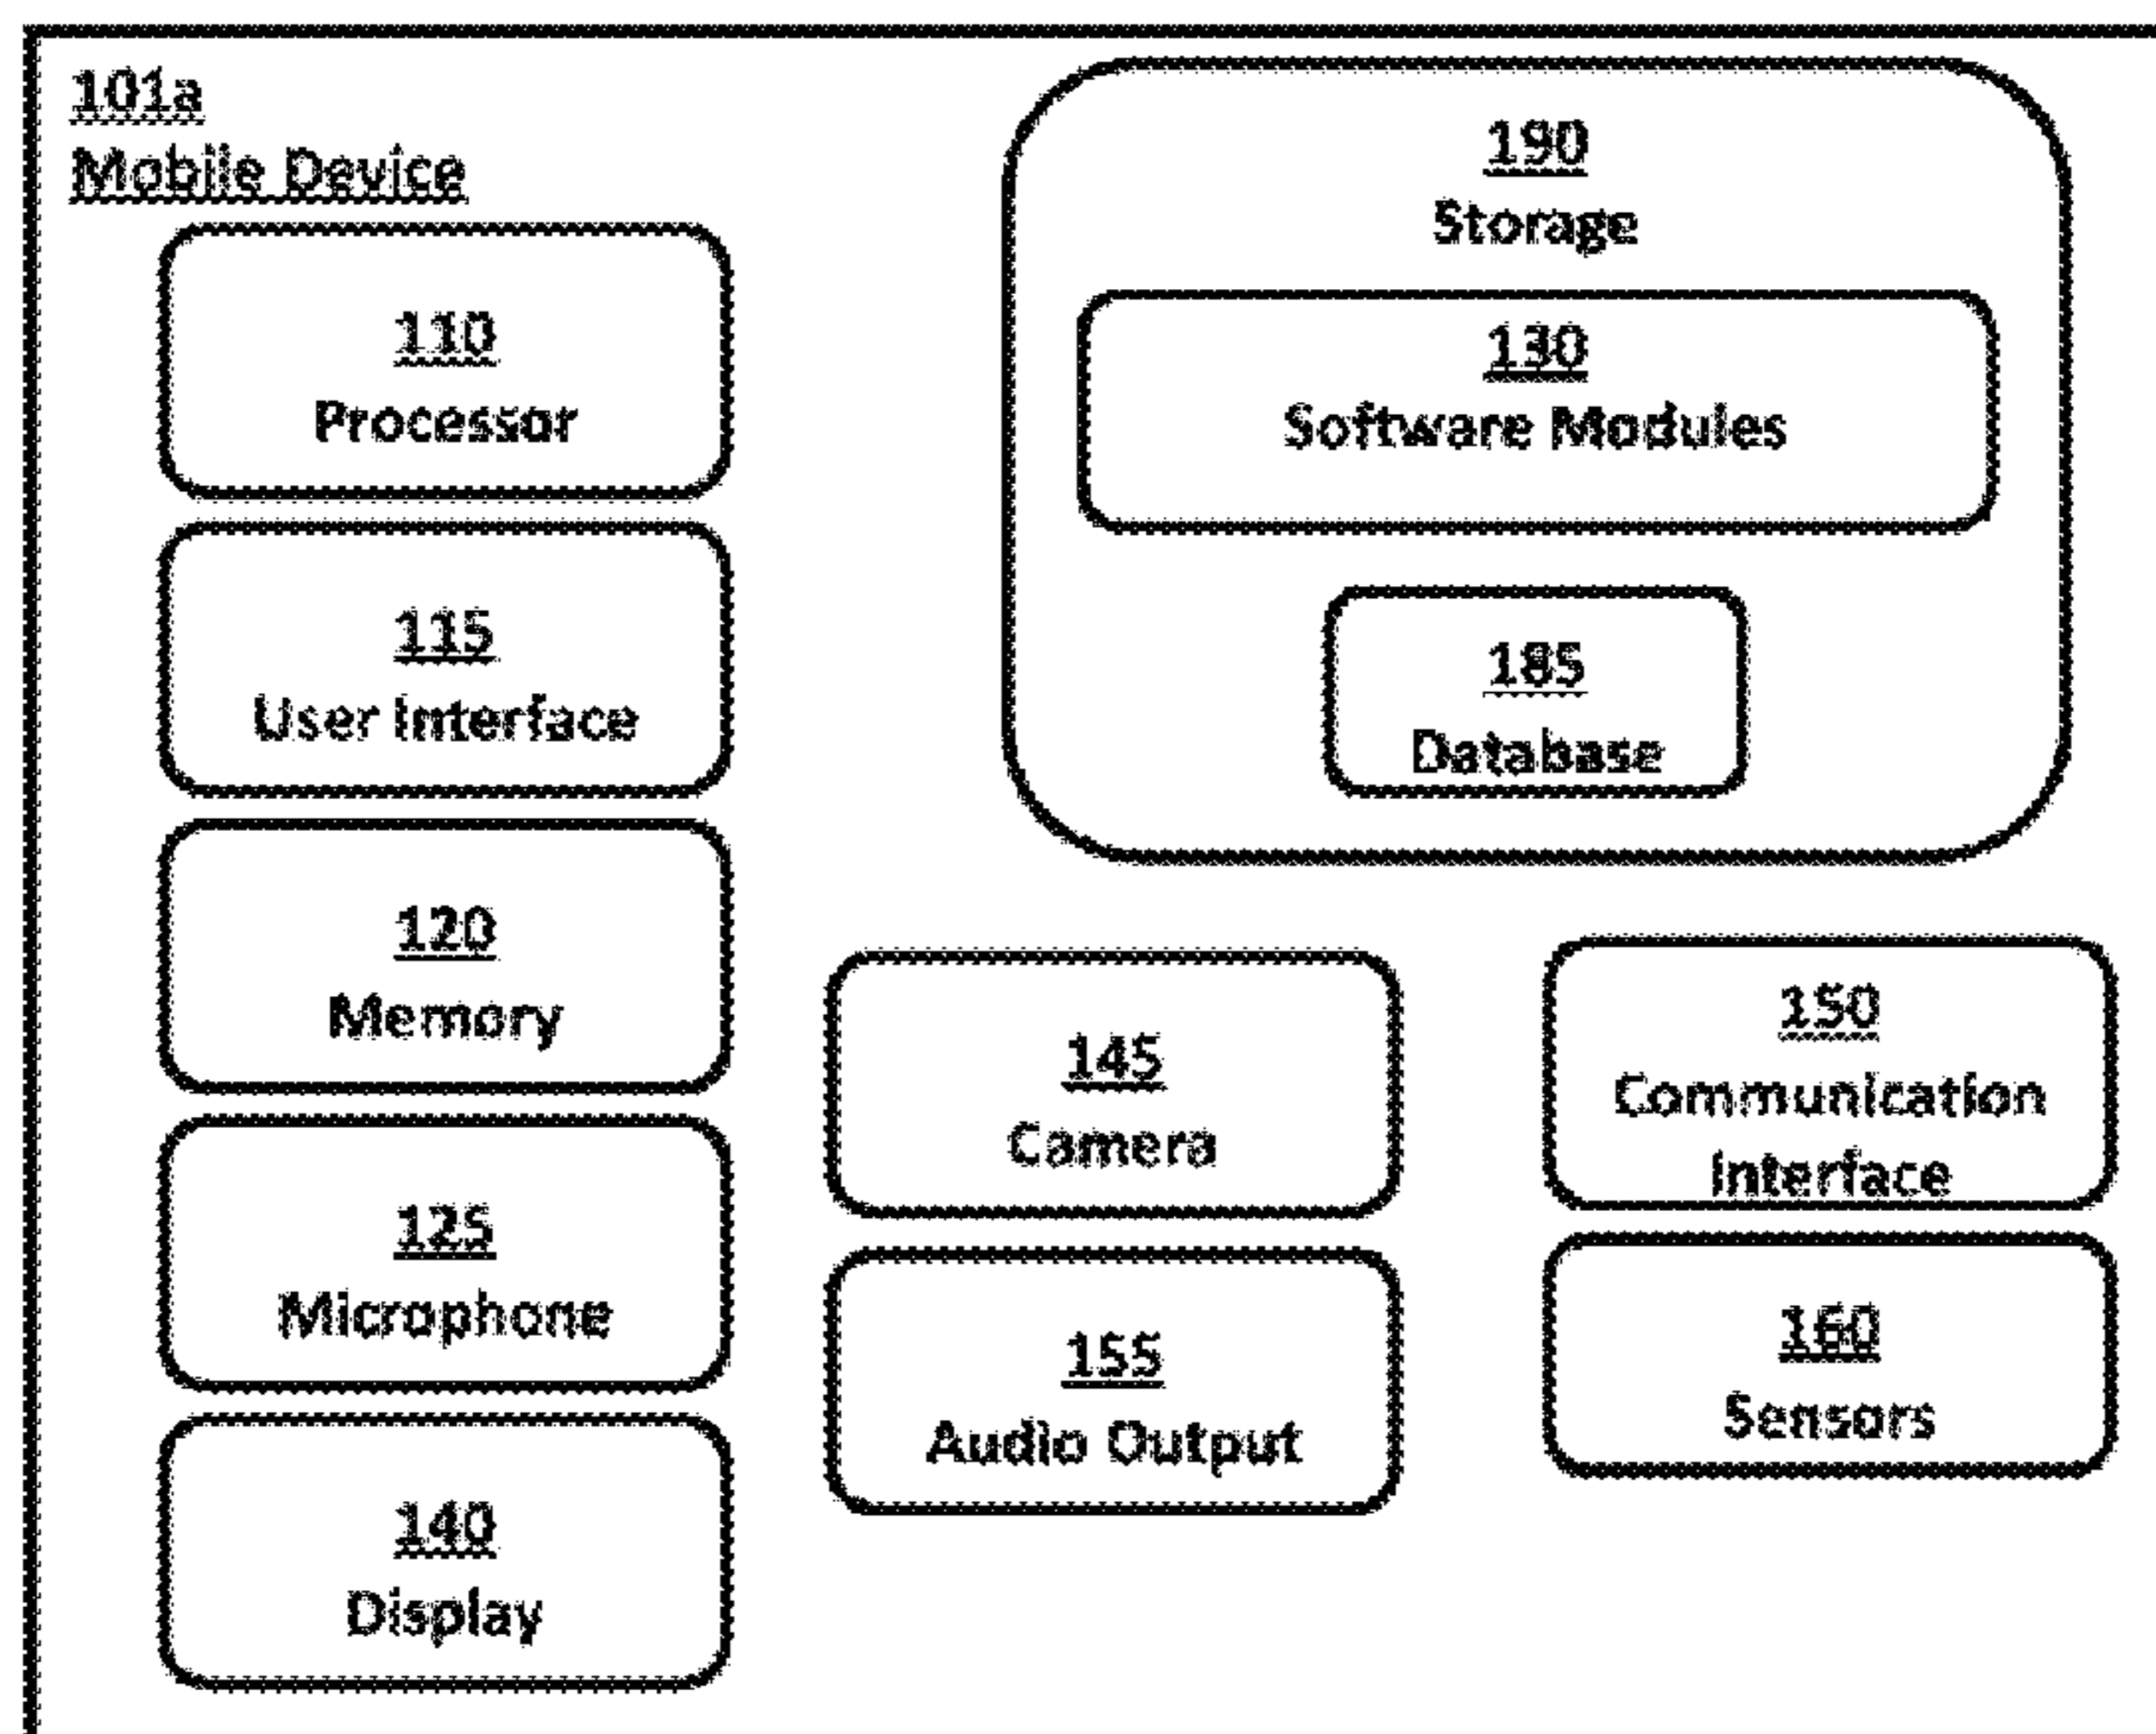 101a
Mobile Device
110
Processor
115
User Interface
120
Memory
125
Microphone
140
Display
190
Storage
130
Software Modules
185
Database
145
Camera
155
Audio Output
150
Communication
Interface
160
Sensors